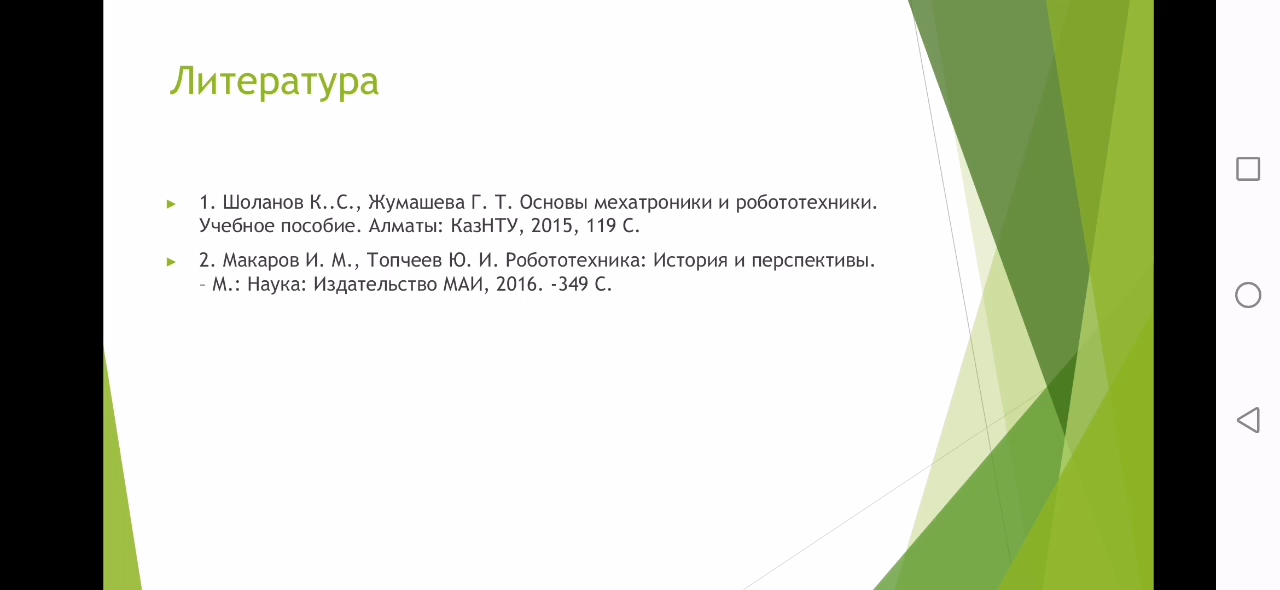 Литература
1. Шоланов К..С., Жумашева Г. Т. Основы мехатроники и робототехники.
Учебное пособие. Алматы: КазНТУ, 2015, 119 С.
2. Макаров И. М., Топчеев Ю. И. Робототехника: История и перспективы.
– М.: Наука: Издательство МАИ, 2016. -349 С.